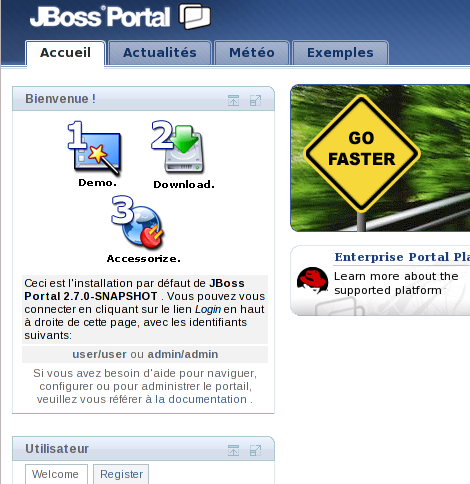 JBoss® Portal
Accueil
Actualités
Météo
Exemples
Bienvenue !
1
2
Demo.
Download.
3
Accessorize.
Ceci est l'installation par défaut de JBoss
Portal 2.7.0-SNAPSHOT . Vous pouvez vous
connecter en cliquant sur le lien Login en haut
à droite de cette page, avec les identifiants
suivants:
user/user ou admin/admin
Si vous avez besoin d'aide pour naviguer,
configurer ou pour administrer le portail,
veuillez vous référer à la documentation .
Utilisateur
Welcome
Register
GO
FASTER
Enterprise Portal Pla
Learn more about the
supported platform